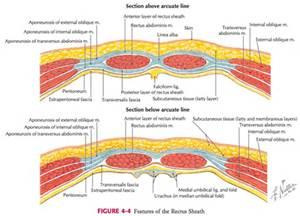 Section above arcuate line
Anterior layer of rectus sheath
Aponeurosis of external oblique m.
Rectus abdominis m.
Skin
External oblique m.
Aponeurosis of internal oblique m.
Linea alba
Internal oblique m.
Aponeurosis of transversus abdominis m.
Transversus abdominis m.
Peritoneum
Falciform lig.
Extraperitoneal fascia
Posterior layer of rectus sheath
Transversalis fascia
Subcutaneous tissue (fatty layer)
Section below arcuate line
Anterior layer of rectus sheath
Aponeurosis of external oblique m.
Rectus abdominis m.
Subcutaneous tissue (fatty and membranous layers)
Aponeurosis of internal oblique m.
Transversus abdominis m.
Aponeurosis of transversus abdominis m.
Internal oblique m.
External oblique m.
Peritoneum
Transversalis fascia
Medial umbilical lig. and fold
Extraperitoneal fascia
Urachus (in median umbilical fold)
FIGURE 4-4 Features of the Rectus Sheath